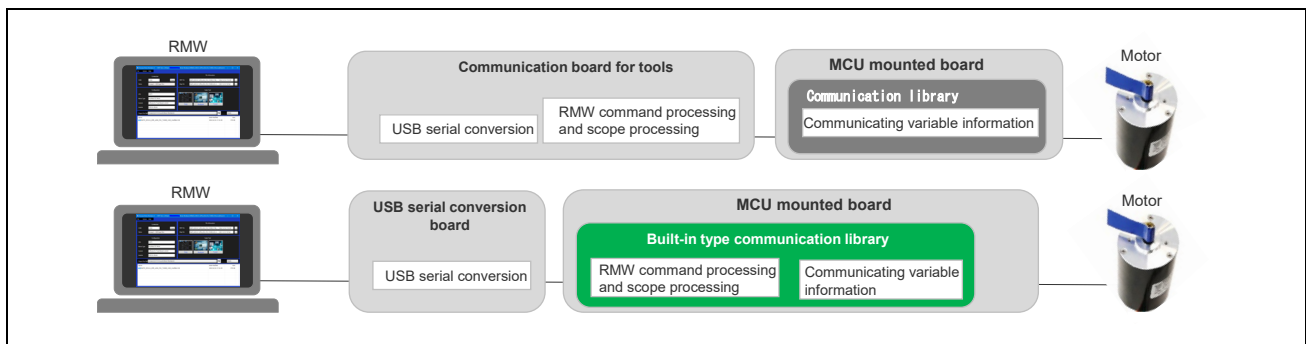 RMW
Communication board for tools
USB serial conversion
RMW command processing
and scope processing
MCU mounted board
Communication library
Communicating variable information
Motor
RMW
USB serial conversion
board
USB serial conversion
MCU mounted board
Built-in type communication library
RMW command processing
and scope processing
Communicating variable
information
Motor